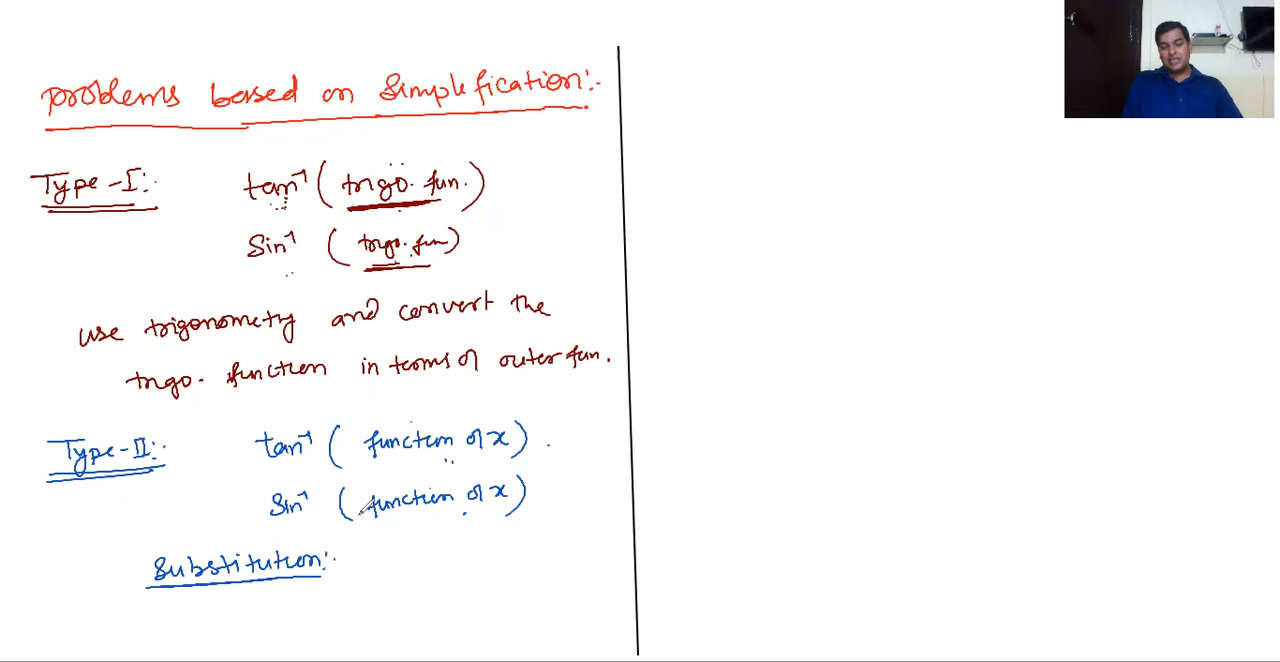 problems based on Simplification:-
Type-I:- tan⁻¹ (trigo. fun.)
Sin⁻¹ (trigo. fun)
use trigonometry and convert the
trigo. function in terms of outer fun.
Type-II:- tan⁻¹ (function of x).
Sin⁻¹ (function of x)
Substitution:-